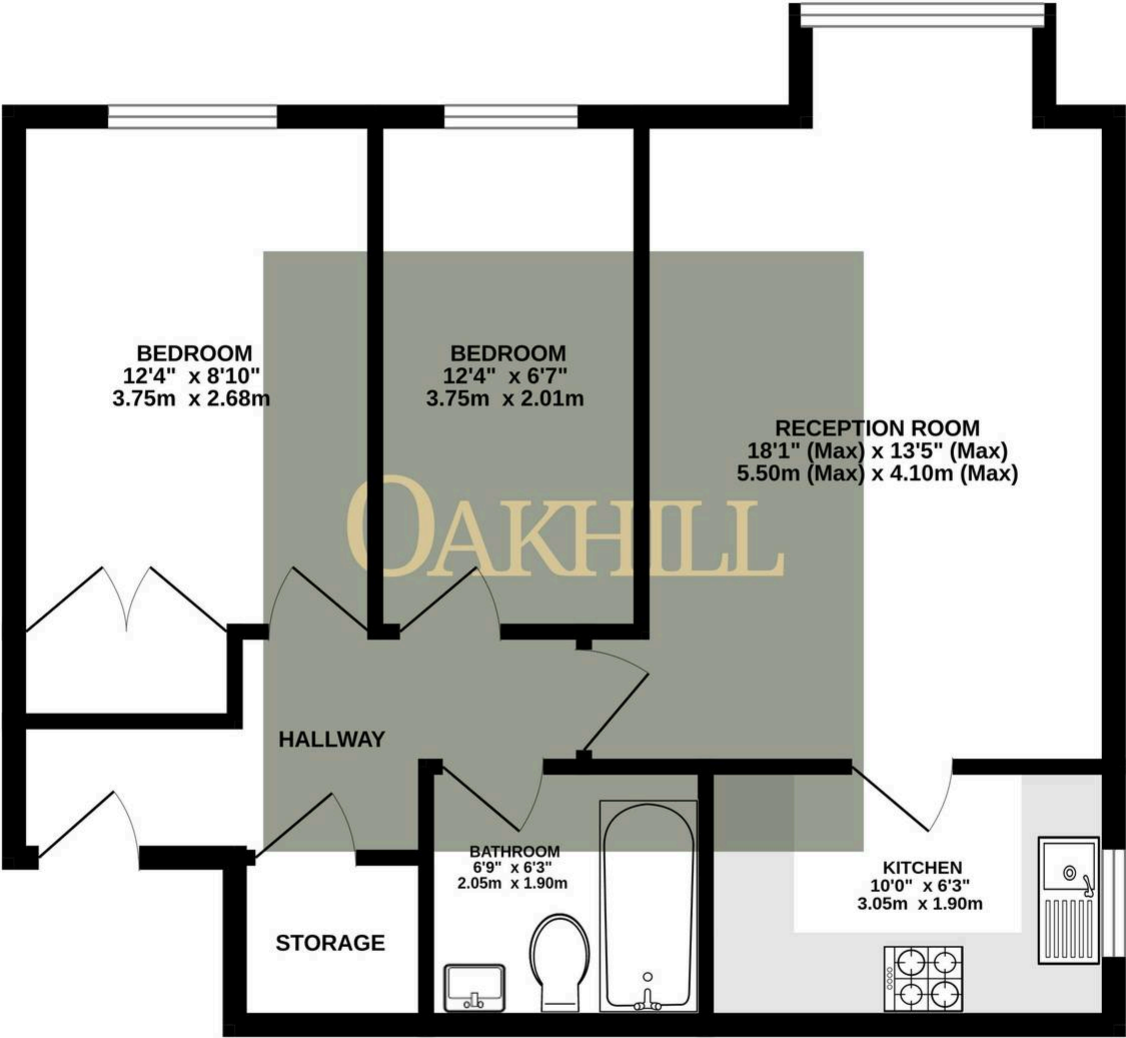 BEDROOM
12'4" x 8'10"
3.75m x 2.68m
BEDROOM
12'4" x 6'7"
3.75m x 2.01m
RECEPTION ROOM
18'1" (Max) x 13'5" (Max)
5.50m (Max) x 4.10m (Max)
OAKHILL
HALLWAY
BATHROOM
6'9" x 6'3"
2.05m x 1.90m
KITCHEN
10'0" x 6'3"
3.05m x 1.90m
STORAGE